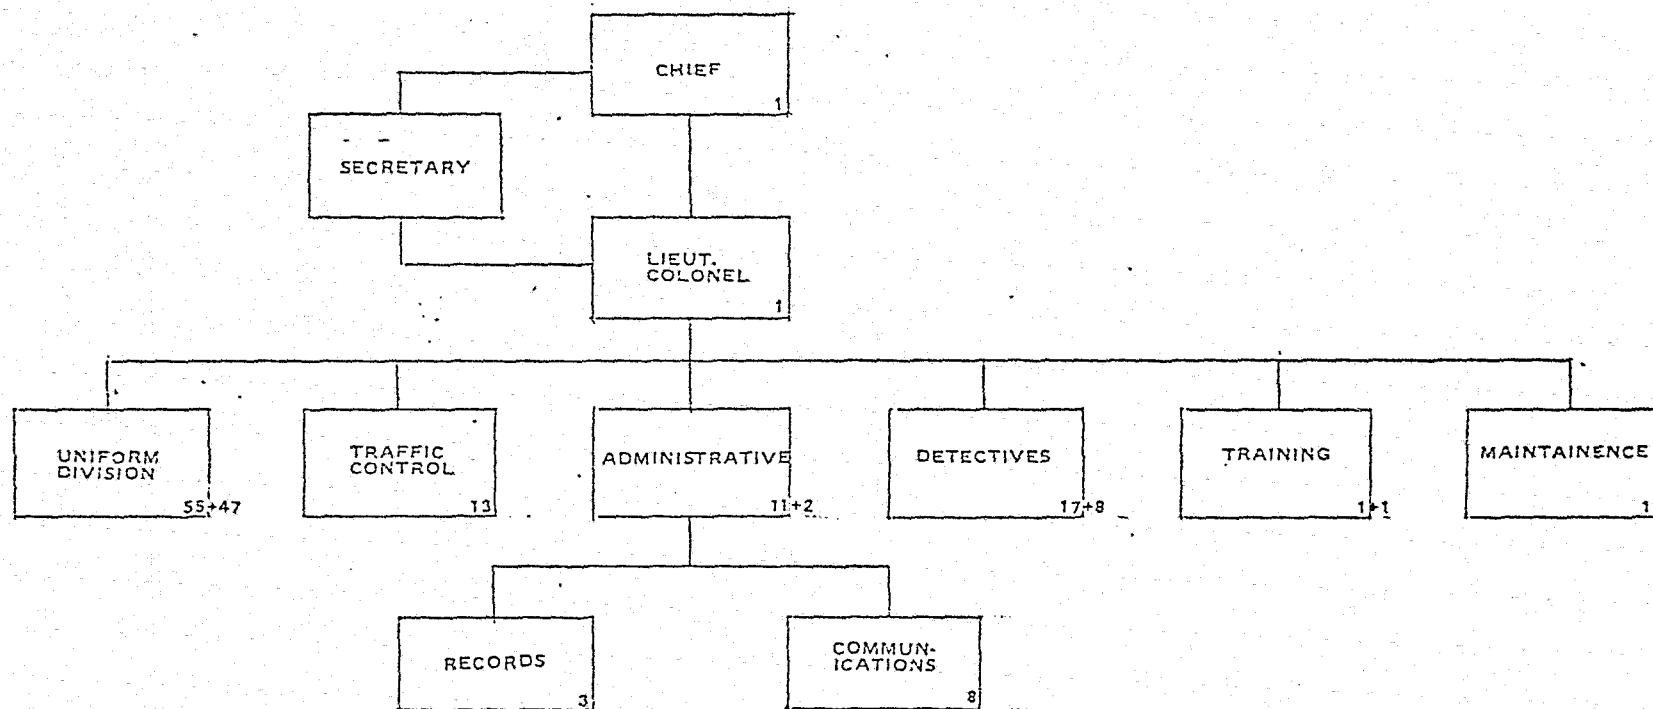 CHIEF
1
SECRETARY
LIEUT.
COLONEL
1
UNIFORM
DIVISION
55+47
TRAFFIC
CONTROL
13
ADMINISTRATIVE
11+2
DETECTIVES
17+8
TRAINING
1+1
MAINTAINENCE
1
RECORDS
3
COMMUN-
ICATIONS
8